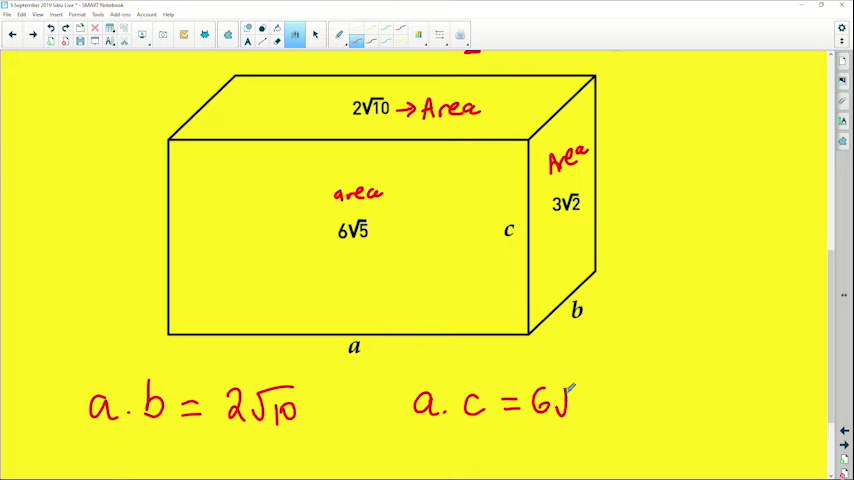 5 September 2019 Sibu Live * - SMART Notebook
File Edit View Insert Format Tools Add-ons Account Help
2√10 → Area
Area
area
3√2
6√5
c
b
a
a . b = 2√10
a . c = 6√